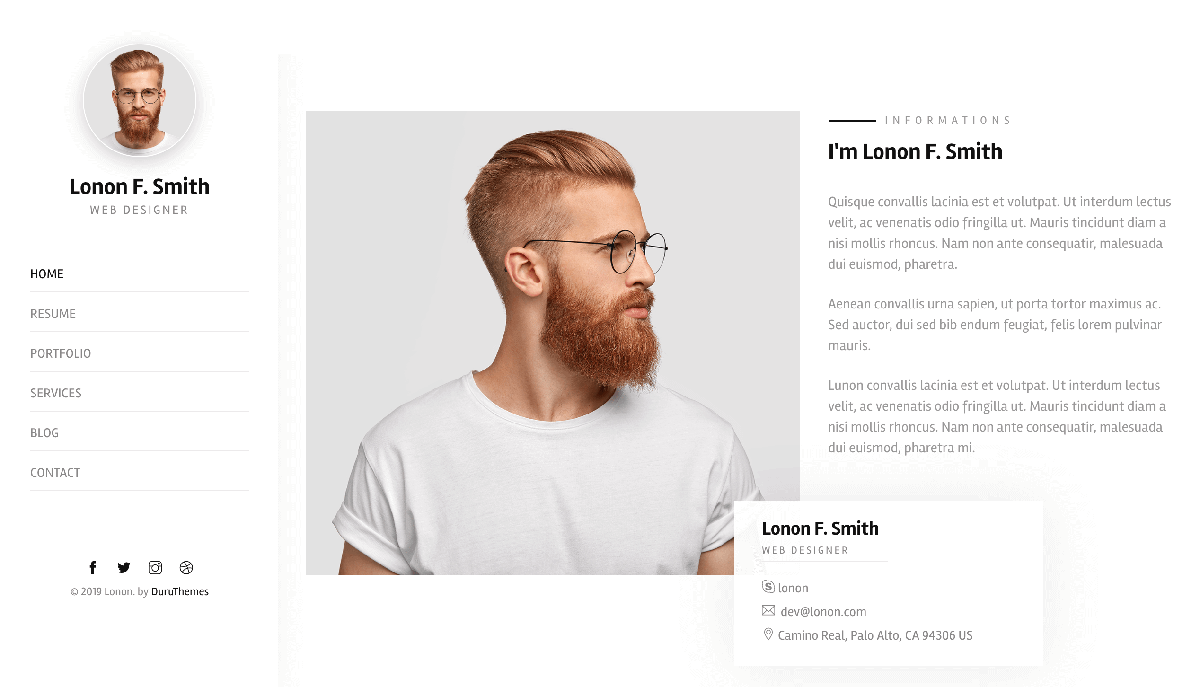 Lonon F. Smith
WEB DESIGNER
HOME
RESUME
PORTFOLIO
SERVICES
BLOG
CONTACT
© 2019 Lonon. by DuruThemes
INFORMATIONS
I'm Lonon F. Smith
Quisque convallis lacinia est et volutpat. Ut interdum lectus
velit, ac venenatis odio fringilla ut. Mauris tincidunt diam a
nisi mollis rhoncus. Nam non ante consequatir, malesuada
dui euismod, pharetra.
Aenean convallis urna sapien, ut porta tortor maximus ac.
Sed auctor, dui sed bib endum feugiat, felis lorem pulvinar
mauris.
Lunon convallis lacinia est et volutpat. Ut interdum lectus
velit, ac venenatis odio fringilla ut. Mauris tincidunt diam a
nisi mollis rhoncus. Nam non ante consequatir, malesuada
dui euismod, pharetra mi.
Lonon F. Smith
WEB DESIGNER
lonon
dev@lonon.com
Camino Real, Palo Alto, CA 94306 US